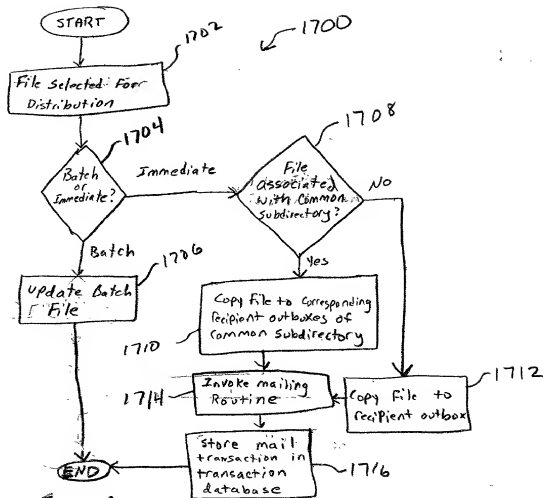 START
1702
1700
File Selected For
Distribution
1704
1708
Batch
or
Immediate?
Immediate
File
associated
with Common
Subdirectory?
No
Batch
1706
Yes
Update Batch
File
Copy File to Corresponding
recipient outboxes of
Common Subdirectory
1710
Invoke mailing
Routine
1714
Copy File to
recipient outbox
1712
Store mail
transaction in
transaction
database
1716
END